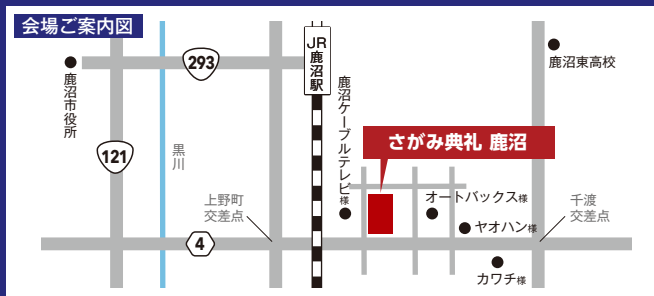 会場ご案内図
鹿沼市役所
293
121
黒川
JR
鹿沼駅
鹿沼ケーブルテレビ様
鹿沼東高校
さがみ典礼 鹿沼
上野町
交差点
オートバックス様
千渡
交差点
ヤオハン様
4
カワチ様